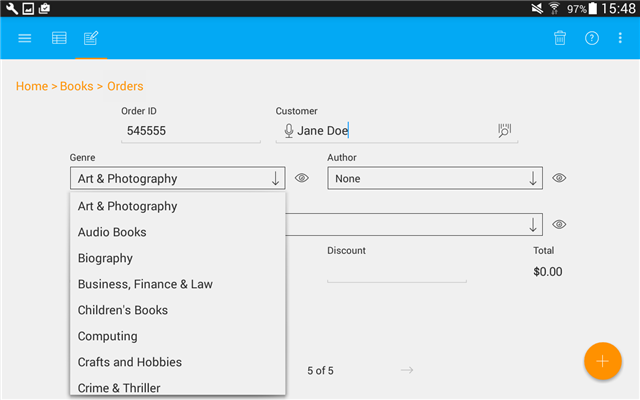 97% 15:48
Home > Books > Orders
Order ID
Customer
545555
Jane Doe
Genre
Author
Art & Photography
None
Art & Photography
Audio Books
Biography
Business, Finance & Law
Children's Books
Computing
Crafts and Hobbies
Crime & Thriller
Discount
Total
$0.00
5 of 5